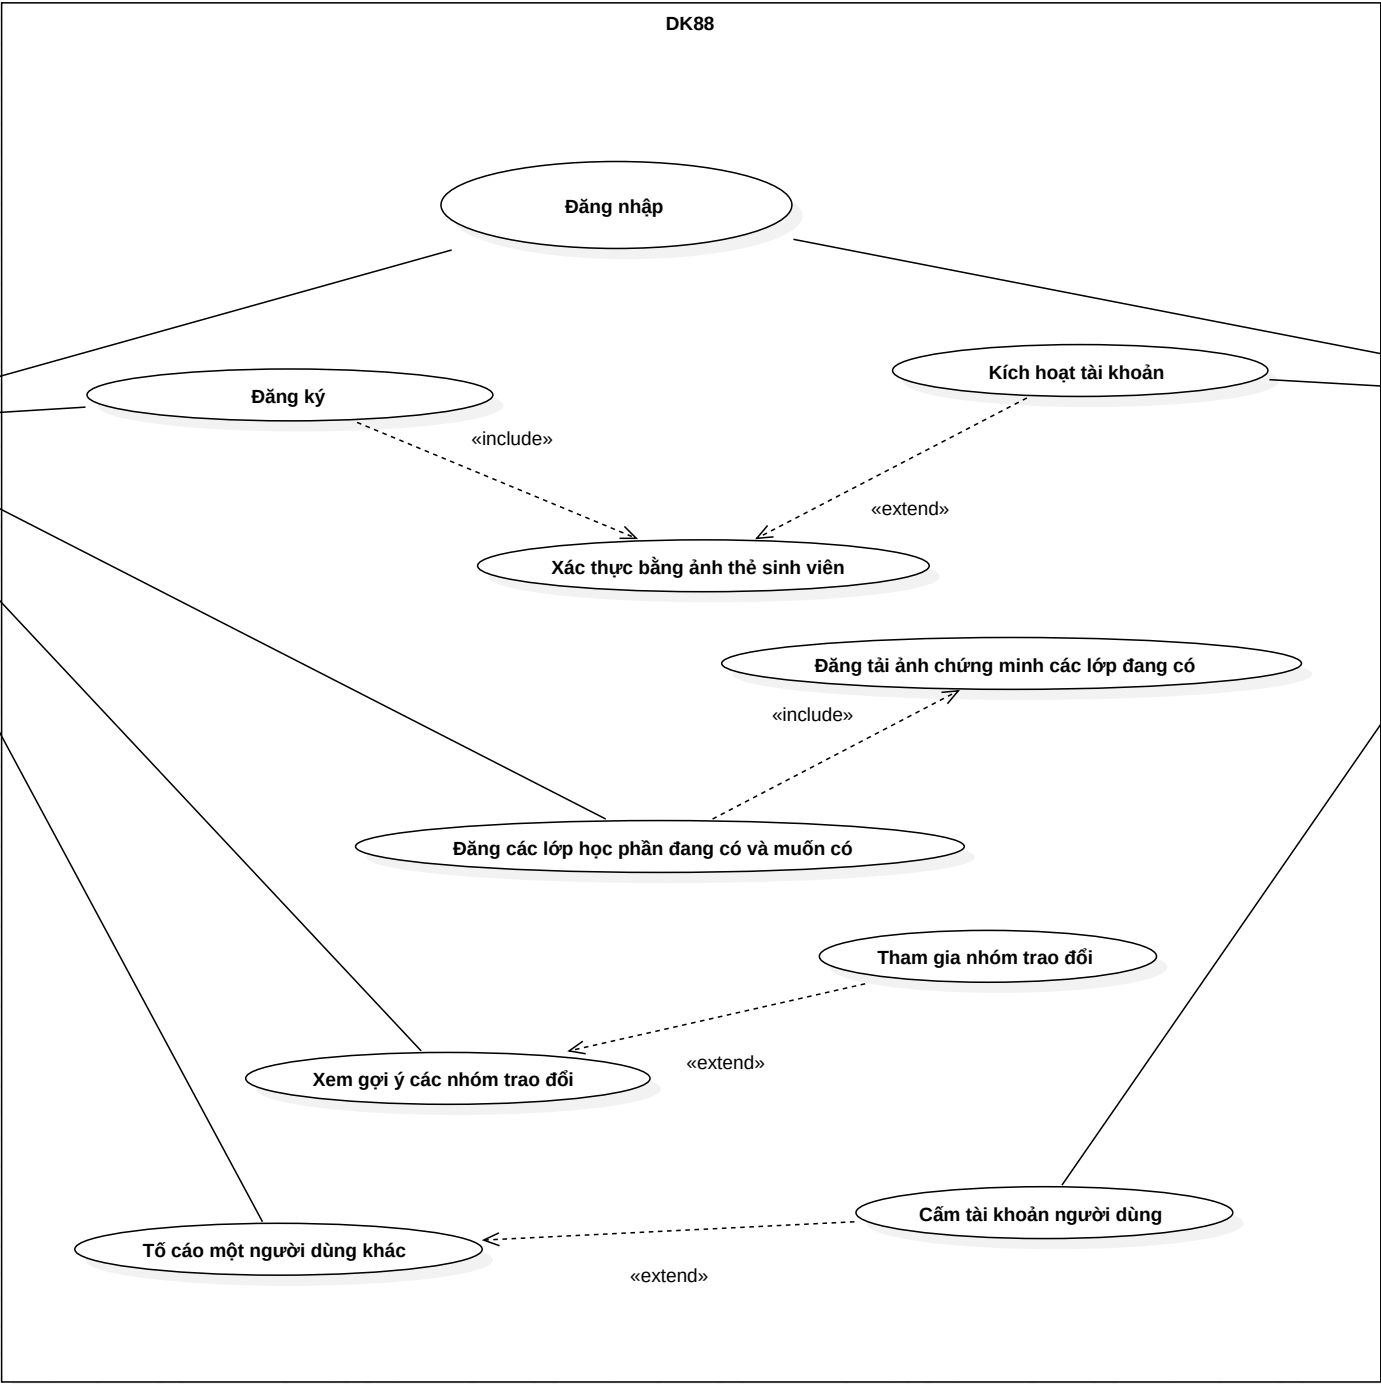 DK88
Đăng nhập
Kích hoạt tài khoản
Đăng ký
«include»
«extend»
Xác thực bằng ảnh thẻ sinh viên
Đăng tải ảnh chứng minh các lớp đang có
«include»
Đăng các lớp học phần đang có và muốn có
Tham gia nhóm trao đổi
«extend»
Xem gợi ý các nhóm trao đổi
Cấm tài khoản người dùng
Tố cáo một người dùng khác
«extend»